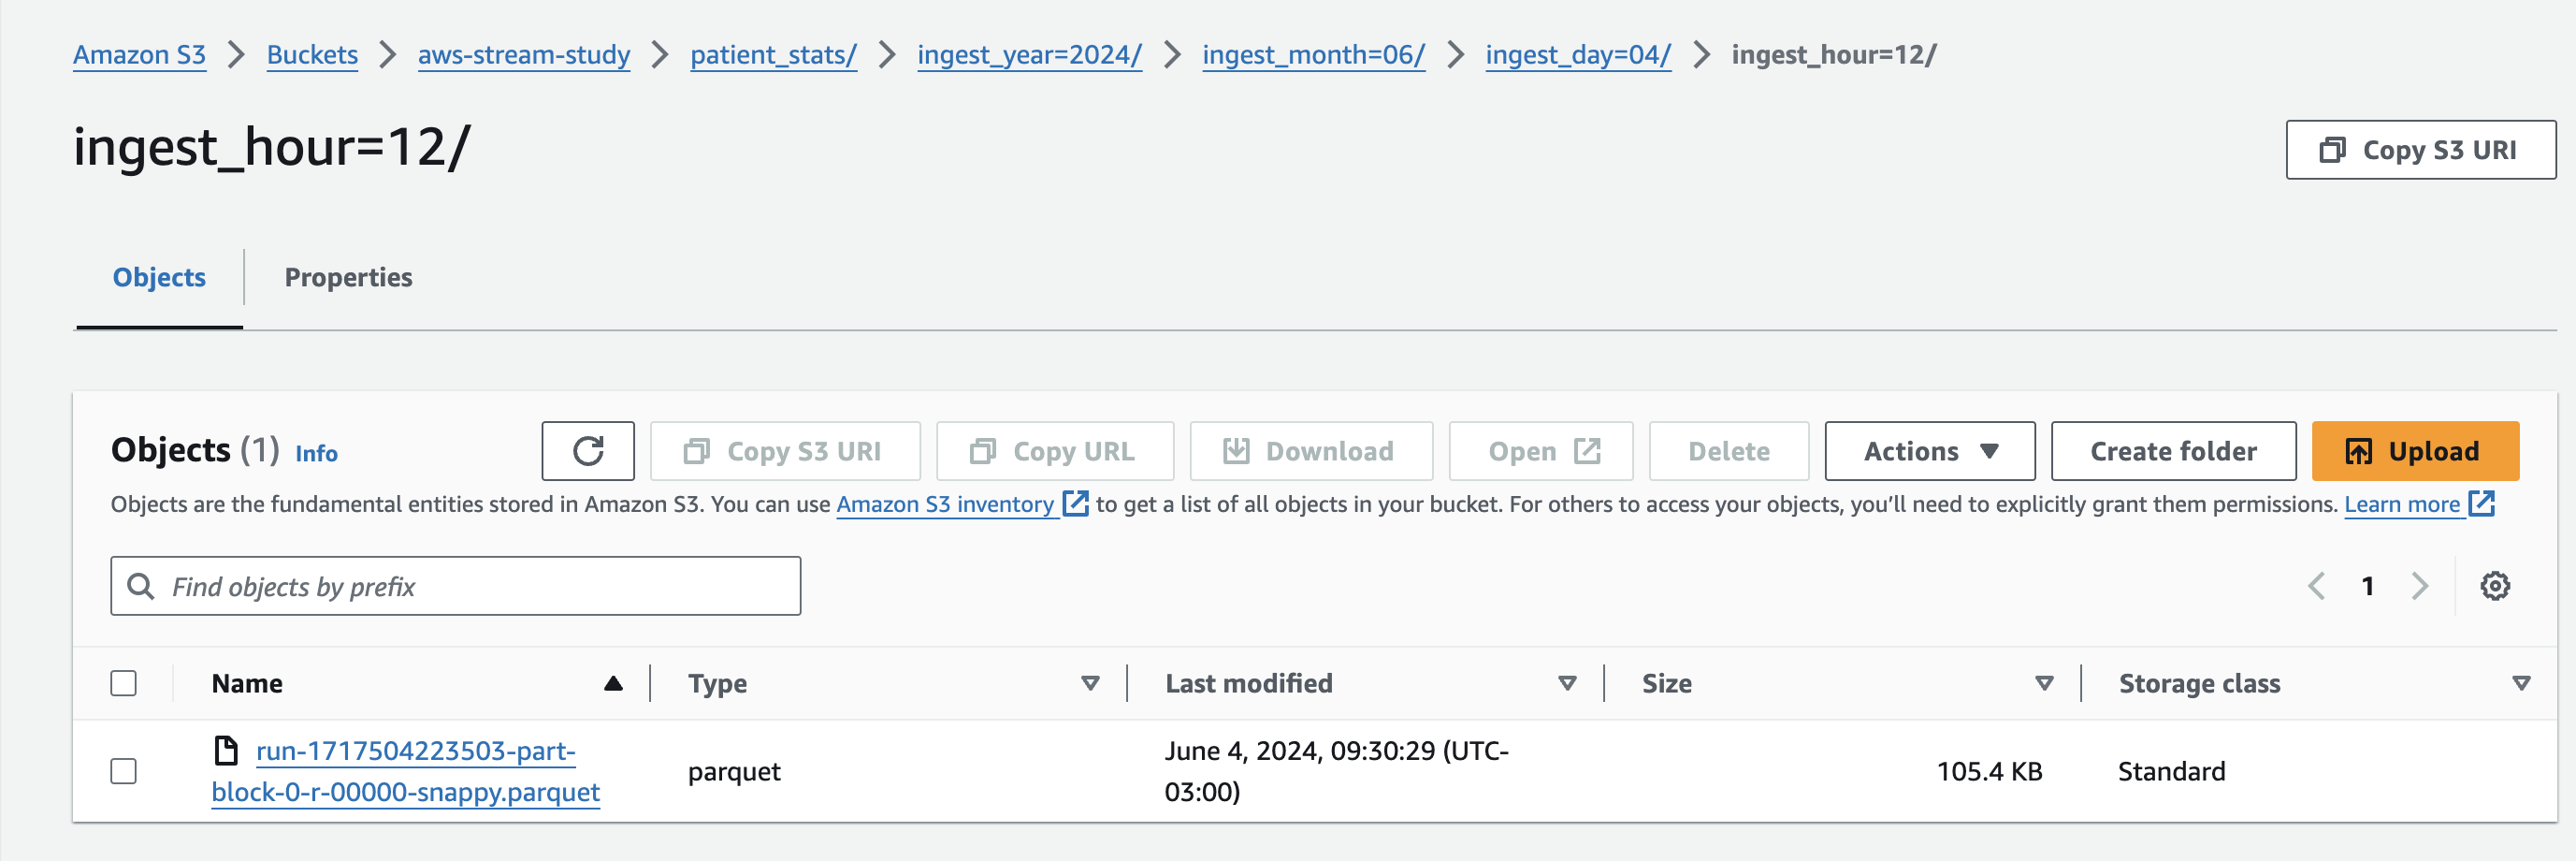 Amazon S3 > Buckets > aws-stream-study > patient_stats/ > ingest_year=2024/ > ingest_month=06/ > ingest_day=04/ > ingest_hour=12/
ingest_hour=12/
Copy S3 URI
Objects
Properties
Objects (1) Info
Copy S3 URI
Copy URL
Download
Open
Delete
Actions
Create folder
Upload
Objects are the fundamental entities stored in Amazon S3. You can use Amazon S3 inventory to get a list of all objects in your bucket. For others to access your objects, you’ll need to explicitly grant them permissions. Learn more
Find objects by prefix
1
Name
Type
Last modified
Size
Storage class
run-1717504223503-part-
block-0-r-00000-snappy.parquet
parquet
June 4, 2024, 09:30:29 (UTC-
03:00)
105.4 KB
Standard